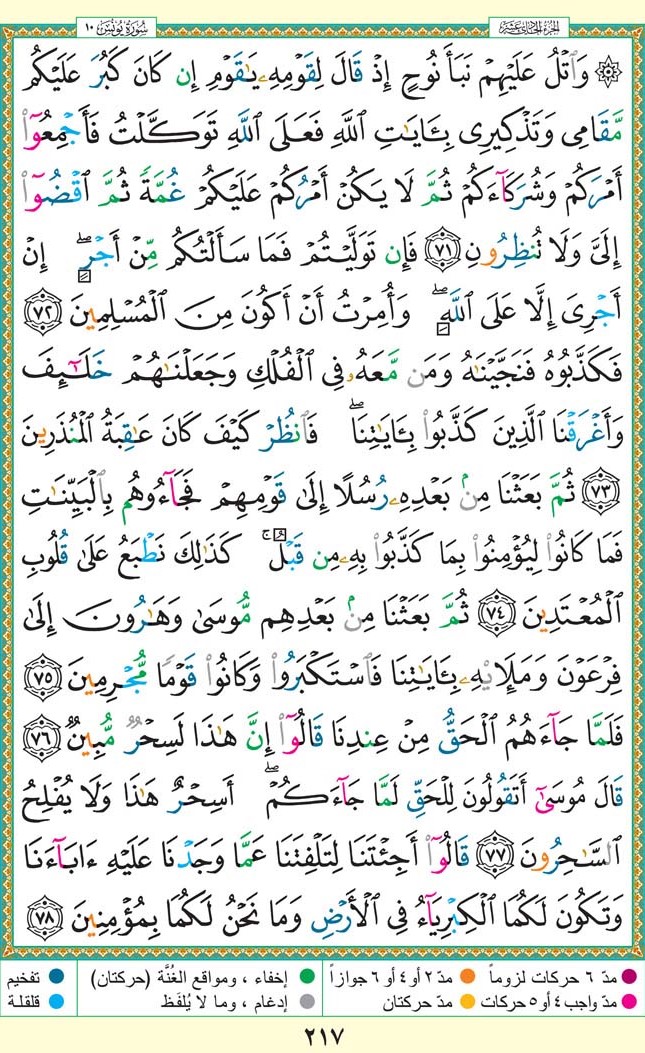 الجزء الحادي عشر
سورة يونس ١٠
۞ وَٱتْلُ عَلَيْهِمْ نَبَأَ نُوحٍ إِذْ قَالَ لِقَوْمِهِۦ يَٰقَوْمِ إِن كَانَ كَبُرَ عَلَيْكُم
مَّقَامِى وَتَذْكِيرِى بِـَٔايَٰتِ ٱللَّهِ فَعَلَى ٱللَّهِ تَوَكَّلْتُ فَأَجْمِعُوٓا۟
أَمْرَكُمْ وَشُرَكَآءَكُمْ ثُمَّ لَا يَكُنْ أَمْرُكُمْ عَلَيْكُمْ غُمَّةً ثُمَّ ٱقْضُوٓا۟
إِلَىَّ وَلَا تُنظِرُونِ ٧١ فَإِن تَوَلَّيْتُمْ فَمَا سَأَلْتُكُم مِّنْ أَجْرٍ ۖ إِنْ
أَجْرِىَ إِلَّا عَلَى ٱللَّهِ ۖ وَأُمِرْتُ أَنْ أَكُونَ مِنَ ٱلْمُسْلِمِينَ ٧٢
فَكَذَّبُوهُ فَنَجَّيْنَٰهُ وَمَن مَّعَهُۥ فِى ٱلْفُلْكِ وَجَعَلْنَٰهُمْ خَلَٰٓئِفَ
وَأَغْرَقْنَا ٱلَّذِينَ كَذَّبُوا۟ بِـَٔايَٰتِنَا ۖ فَٱنظُرْ كَيْفَ كَانَ عَٰقِبَةُ ٱلْمُنذَرِينَ
٧٣ ثُمَّ بَعَثْنَا مِنۢ بَعْدِهِۦ رُسُلًا إِلَىٰ قَوْمِهِمْ فَجَآءُوهُم بِٱلْبَيِّنَٰتِ
فَمَا كَانُوا۟ لِيُؤْمِنُوا۟ بِمَا كَذَّبُوا۟ بِهِۦ مِن قَبْلُ ۚ كَذَٰلِكَ نَطْبَعُ عَلَىٰ قُلُوبِ
ٱلْمُعْتَدِينَ ٧٤ ثُمَّ بَعَثْنَا مِنۢ بَعْدِهِم مُّوسَىٰ وَهَٰرُونَ إِلَىٰ
فِرْعَوْنَ وَمَلَإِي۟هِۦ بِـَٔايَٰتِنَا فَٱسْتَكْبَرُوا۟ وَكَانُوا۟ قَوْمًا مُّجْرِمِينَ ٧٥
فَلَمَّا جَآءَهُمُ ٱلْحَقُّ مِنْ عِندِنَا قَالُوٓا۟ إِنَّ هَٰذَا لَسِحْرٌ مُّبِينٌ ٧٦
قَالَ مُوسَىٰٓ أَتَقُولُونَ لِلْحَقِّ لَمَّا جَآءَكُمْ ۖ أَسِحْرٌ هَٰذَا وَلَا يُفْلِحُ
ٱلسَّٰحِرُونَ ٧٧ قَالُوٓا۟ أَجِئْتَنَا لِتَلْفِتَنَا عَمَّا وَجَدْنَا عَلَيْهِ ءَابَآءَنَا
وَتَكُونَ لَكُمَا ٱلْكِبْرِيَآءُ فِى ٱلْأَرْضِ وَمَا نَحْنُ لَكُمَا بِمُؤْمِنِينَ ٧٨
مدّ ٦ حركات لزوماً مدّ ٢ أو ٤ أو ٦ جوازاً إخفاء ، ومواقع الغُنَّة (حركتان) تفخيم
مدّ واجب ٤ أو ٥ حركات مدّ حركتان إدغام ، وما لا يُلفَظ قلقلة
٢١٧